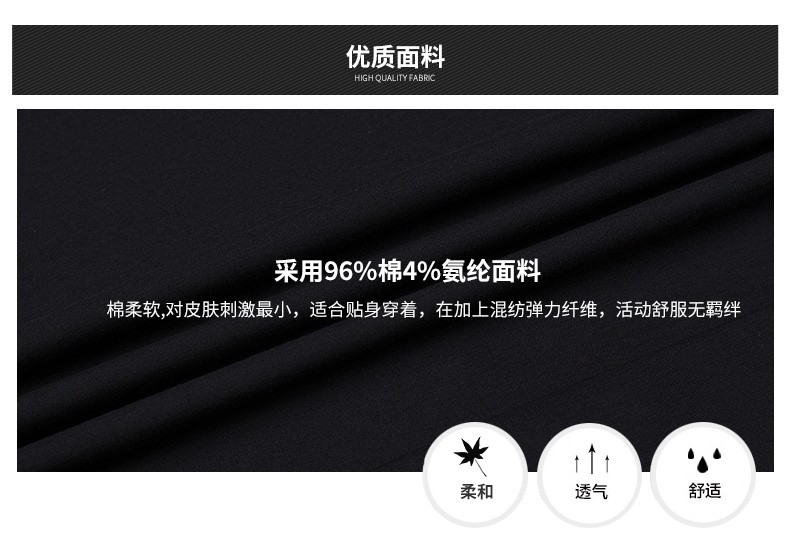 优质面料
HIGH QUALITY FABRIC
采用96%棉4%氨纶面料
棉柔软,对皮肤刺激最小，适合贴身穿着，在加上混纺弹力纤维，活动舒服无羁绊
柔和
透气
舒适